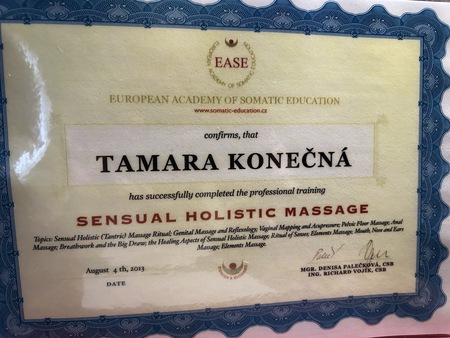 EASE
EUROPEAN ACADEMY OF SOMATIC EDUCATION
www.somatic-education.cz
confirms, that
TAMARA KONEČNÁ
has successfully completed the professional training
SENSUAL HOLISTIC MASSAGE
Topics: Sensual Holistic (Tantric) Massage Ritual; Genital Massage and Reflexology; Vaginal Mapping and Acupressure; Pelvic Floor Massage; Anal
Massage; Breathwork and the Big Draw; the Healing Aspects of Sensual Holistic Massage; Ritual of Senses; Elements Massage; Mouth, Nose and Ears
Massage; Elements Massage.
August 4th, 2013
DATE
MGR. DENISA PALEČKOVÁ, CSB
ING. RICHARD VOJÍK, CSB